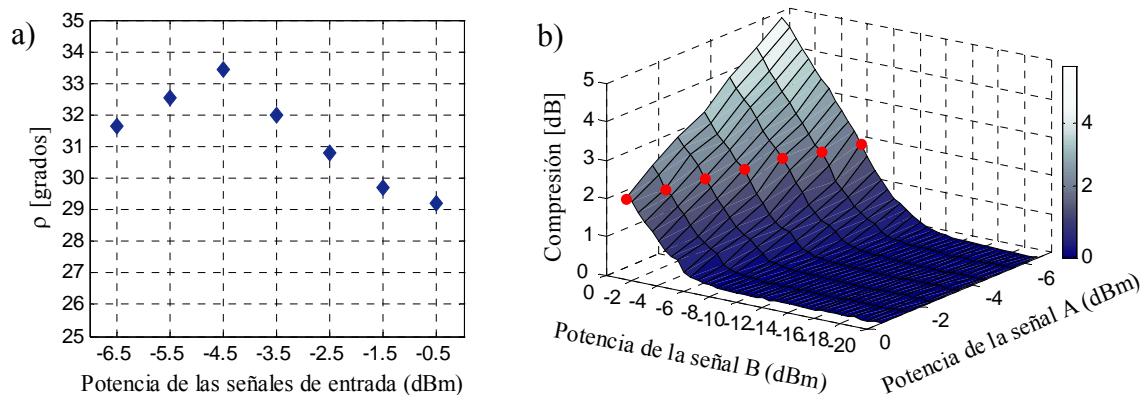 a)
35
34
33
32
31
30
29
28
27
26
25
ρ [grados]
-6.5 -5.5 -4.5 -3.5 -2.5 -1.5 -0.5
Potencia de las señales de entrada (dBm)
b)
5
4
3
2
1
0
Compresión [dB]
0 -2 -4 -6 -8 -10 -12 -14 -16 -18 -20
Potencia de la señal B (dBm)
0 -2 -4 -6
Potencia de la señal A (dBm)
4
2
0